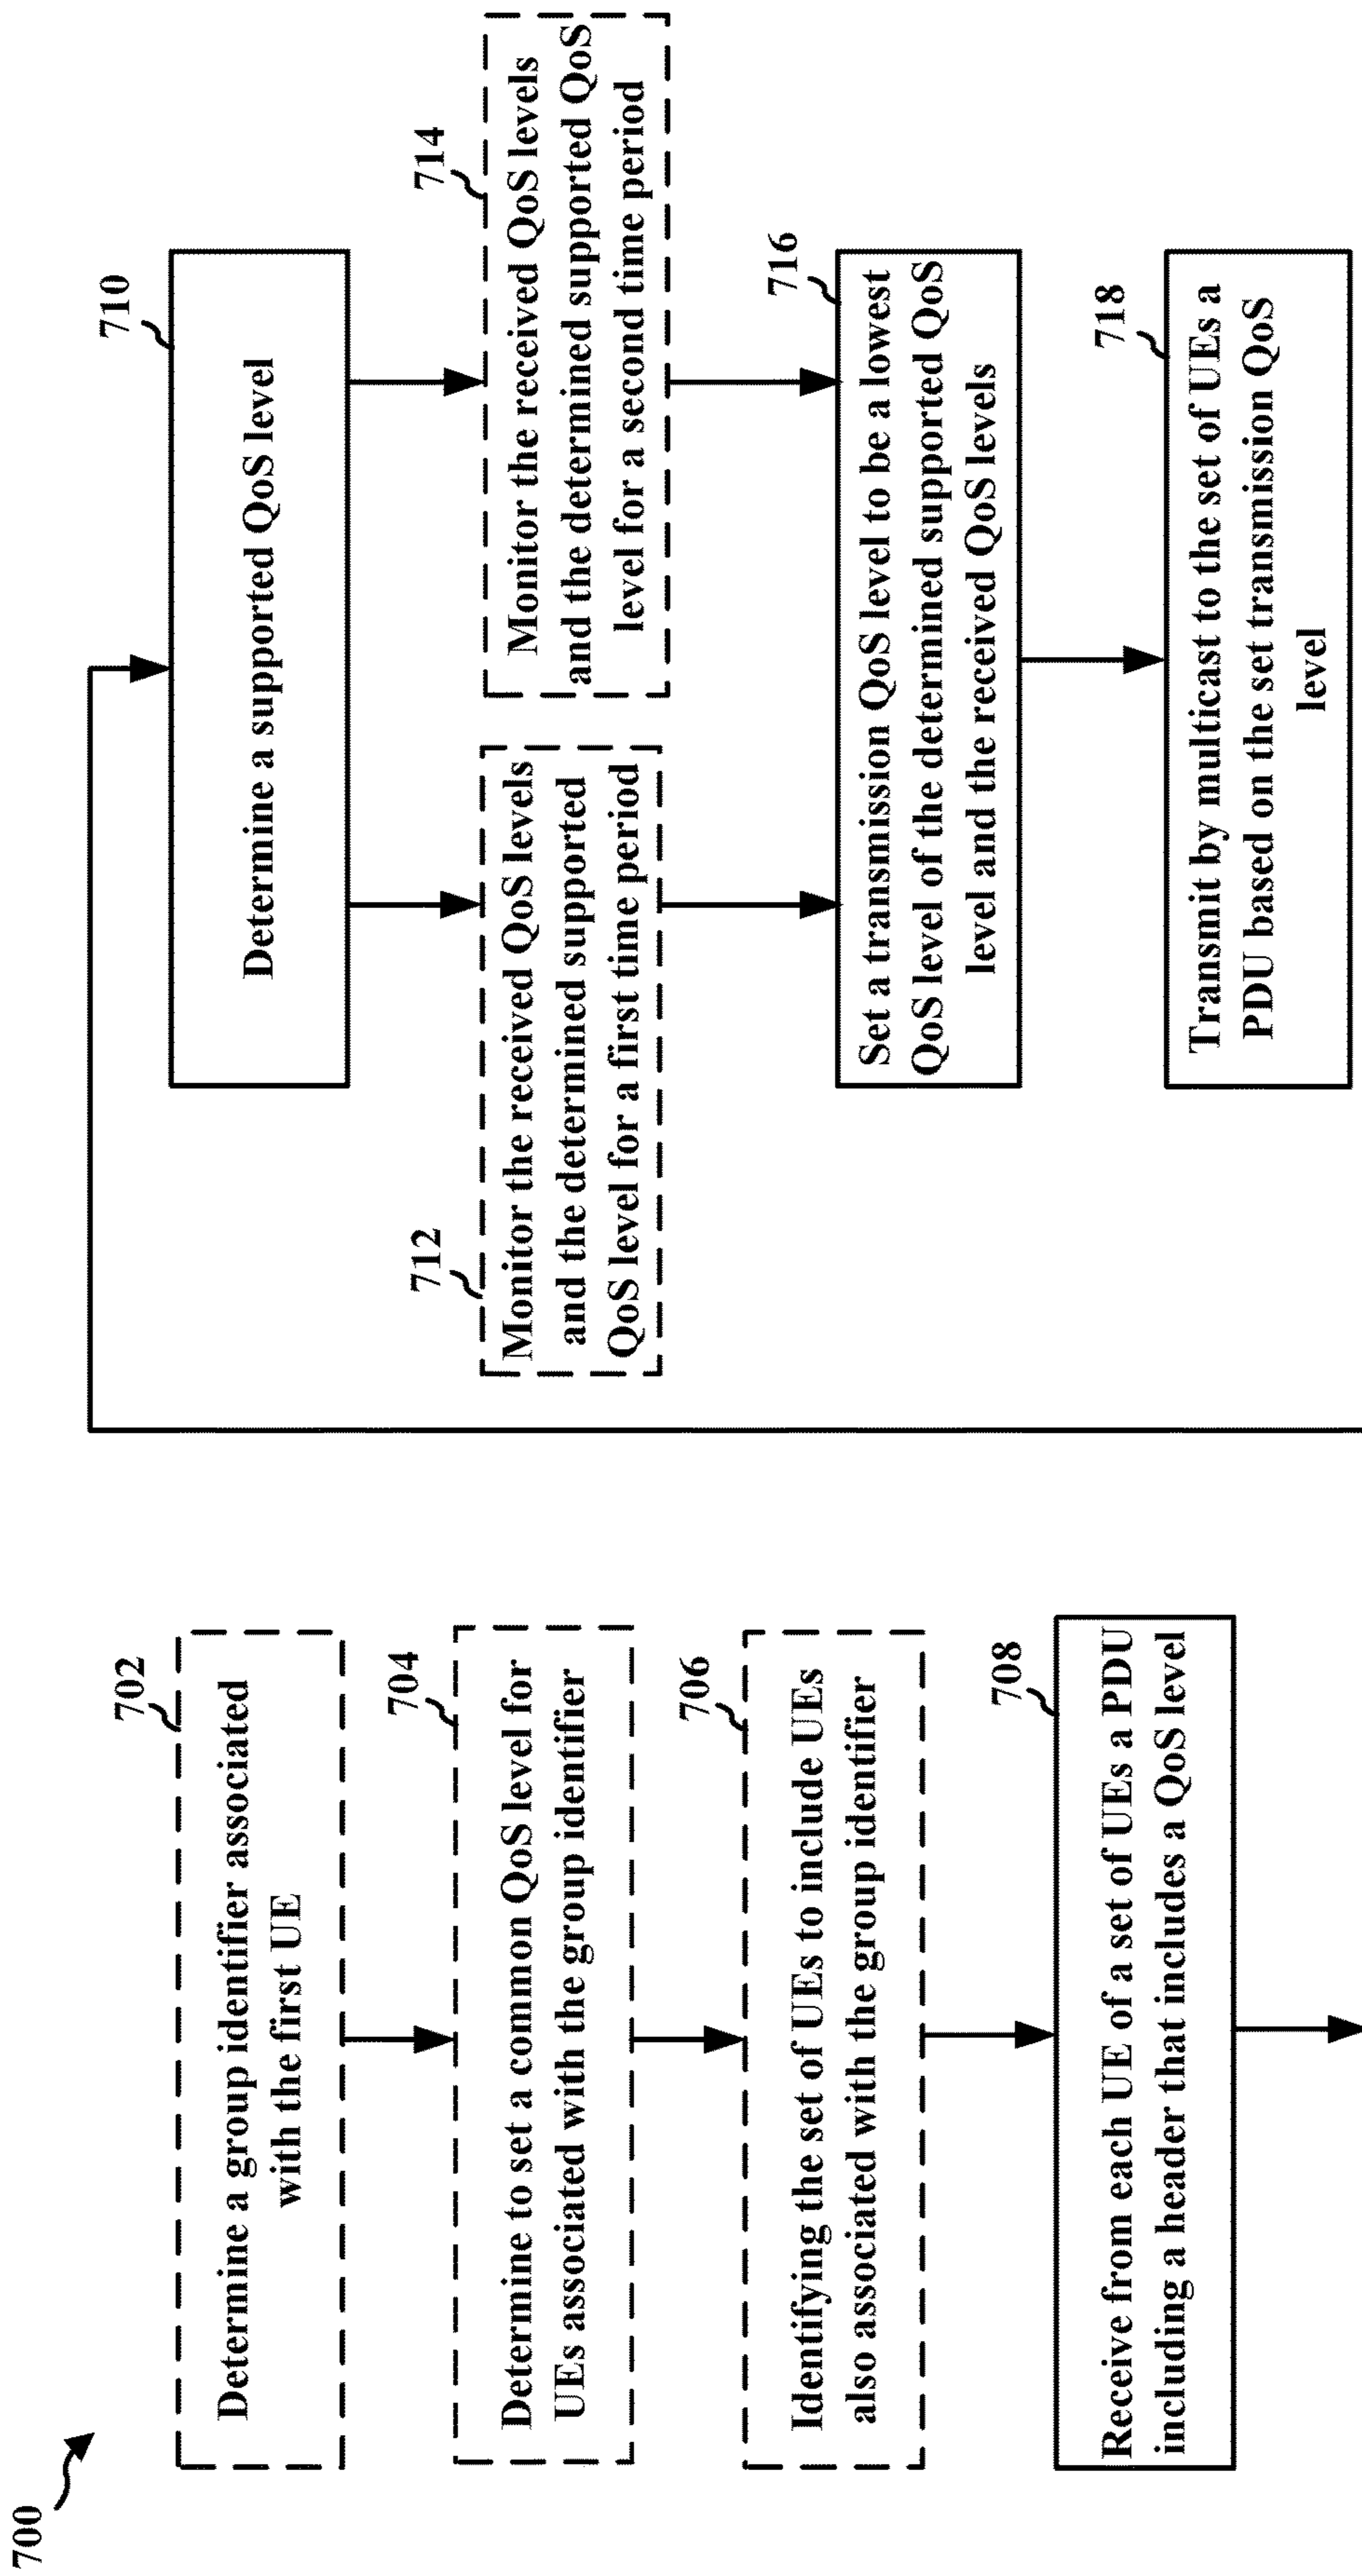 700
702
Determine a group identifier associated
with the first UE
704
Determine to set a common QoS level for
UEs associated with the group identifier
706
Identifying the set of UEs to include UEs
also associated with the group identifier
708
Receive from each UE of a set of UEs a PDU
including a header that includes a QoS level
710
Determine a supported QoS level
712
Monitor the received QoS levels
and the determined supported
QoS level for a first time period
714
Monitor the received QoS levels
and the determined supported QoS
level for a second time period
716
Set a transmission QoS level to be a lowest
QoS level of the determined supported QoS
level and the received QoS levels
718
Transmit by multicast to the set of UEs a
PDU based on the set transmission QoS
level